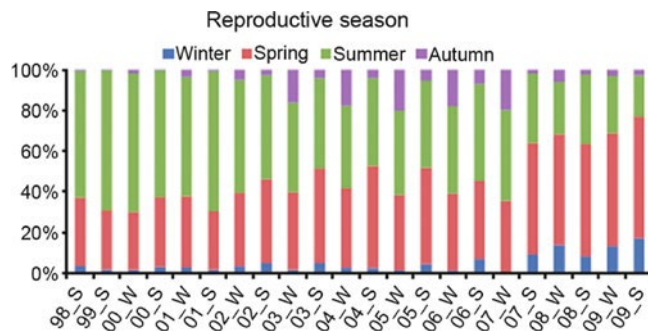 Reproductive season
Winter Spring Summer Autumn
100%
80%
60%
40%
20%
0%
98_S 99_S 00_W 00_S 01_W 01_S 02_W 02_S 03_W 03_S 04_W 04_S 05_W 05_S 06_W 06_S 07_W 07_S 08_W 08_S 09_W 09_S